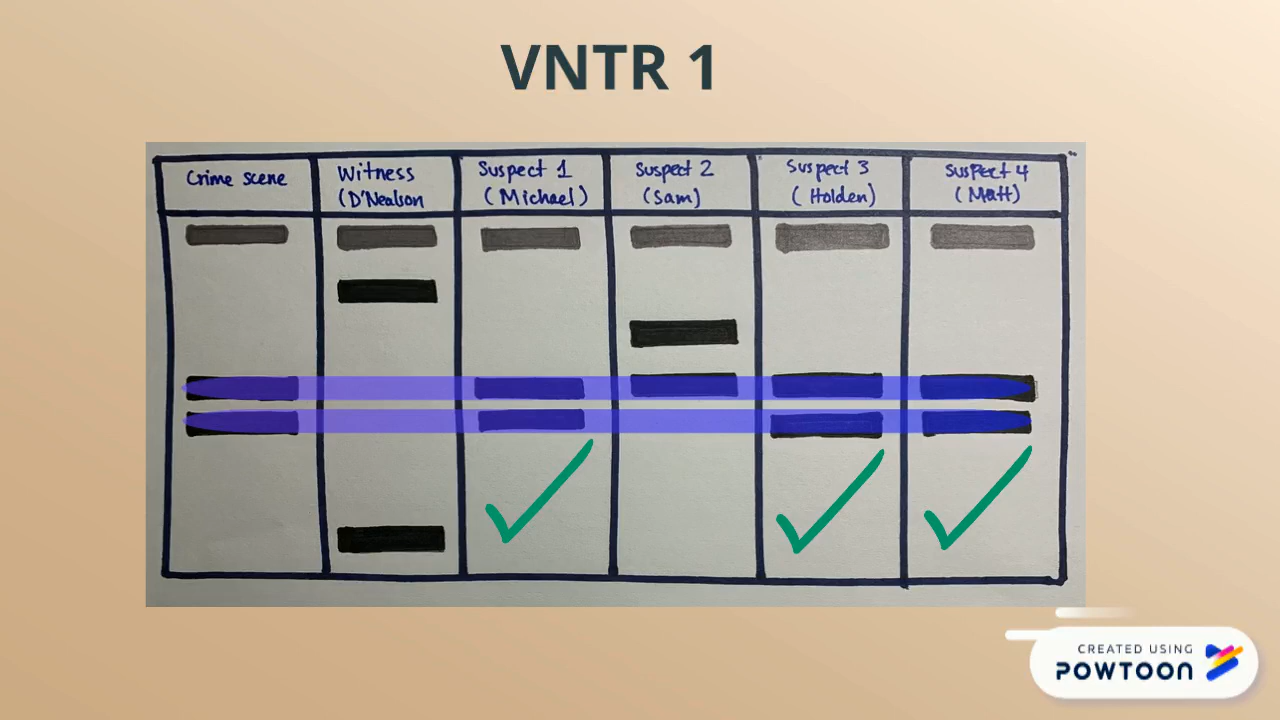 VNTR 1
Crime scene
Witness
(D'Nealson
Suspect 1
(Michael)
Suspect 2
(Sam)
Suspect 3
(Holden)
Suspect 4
(Matt)
CREATED USING
POWTOON